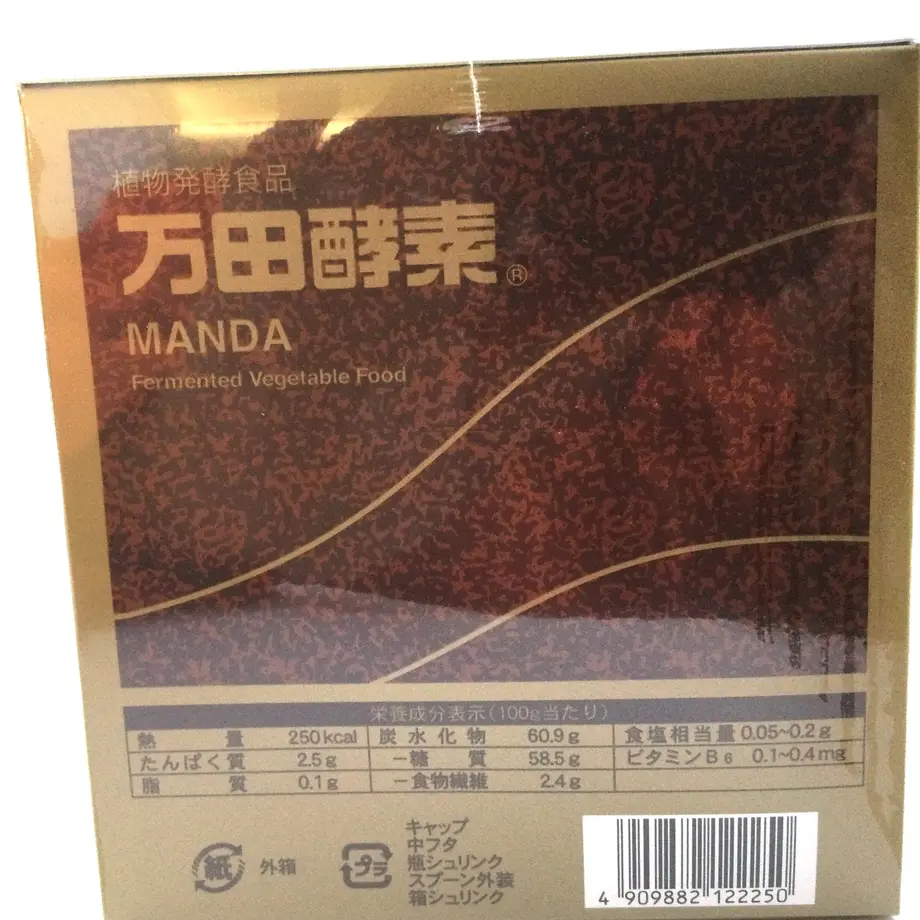 植物発酵食品
万田酵素®
MANDA
Fermented Vegetable Food
栄養成分表示(100g当たり)
熱量 250kcal 炭水化物 60.9g 食塩相当量 0.05~0.2g
たんぱく質 2.5g −糖質 58.5g ビタミンB6 0.1~0.4mg
脂質 0.1g −食物繊維 2.4g
紙 外箱
プラ
キャップ
中フタ
瓶シュリンク
スプーン外装
箱シュリンク
4 909882 122250